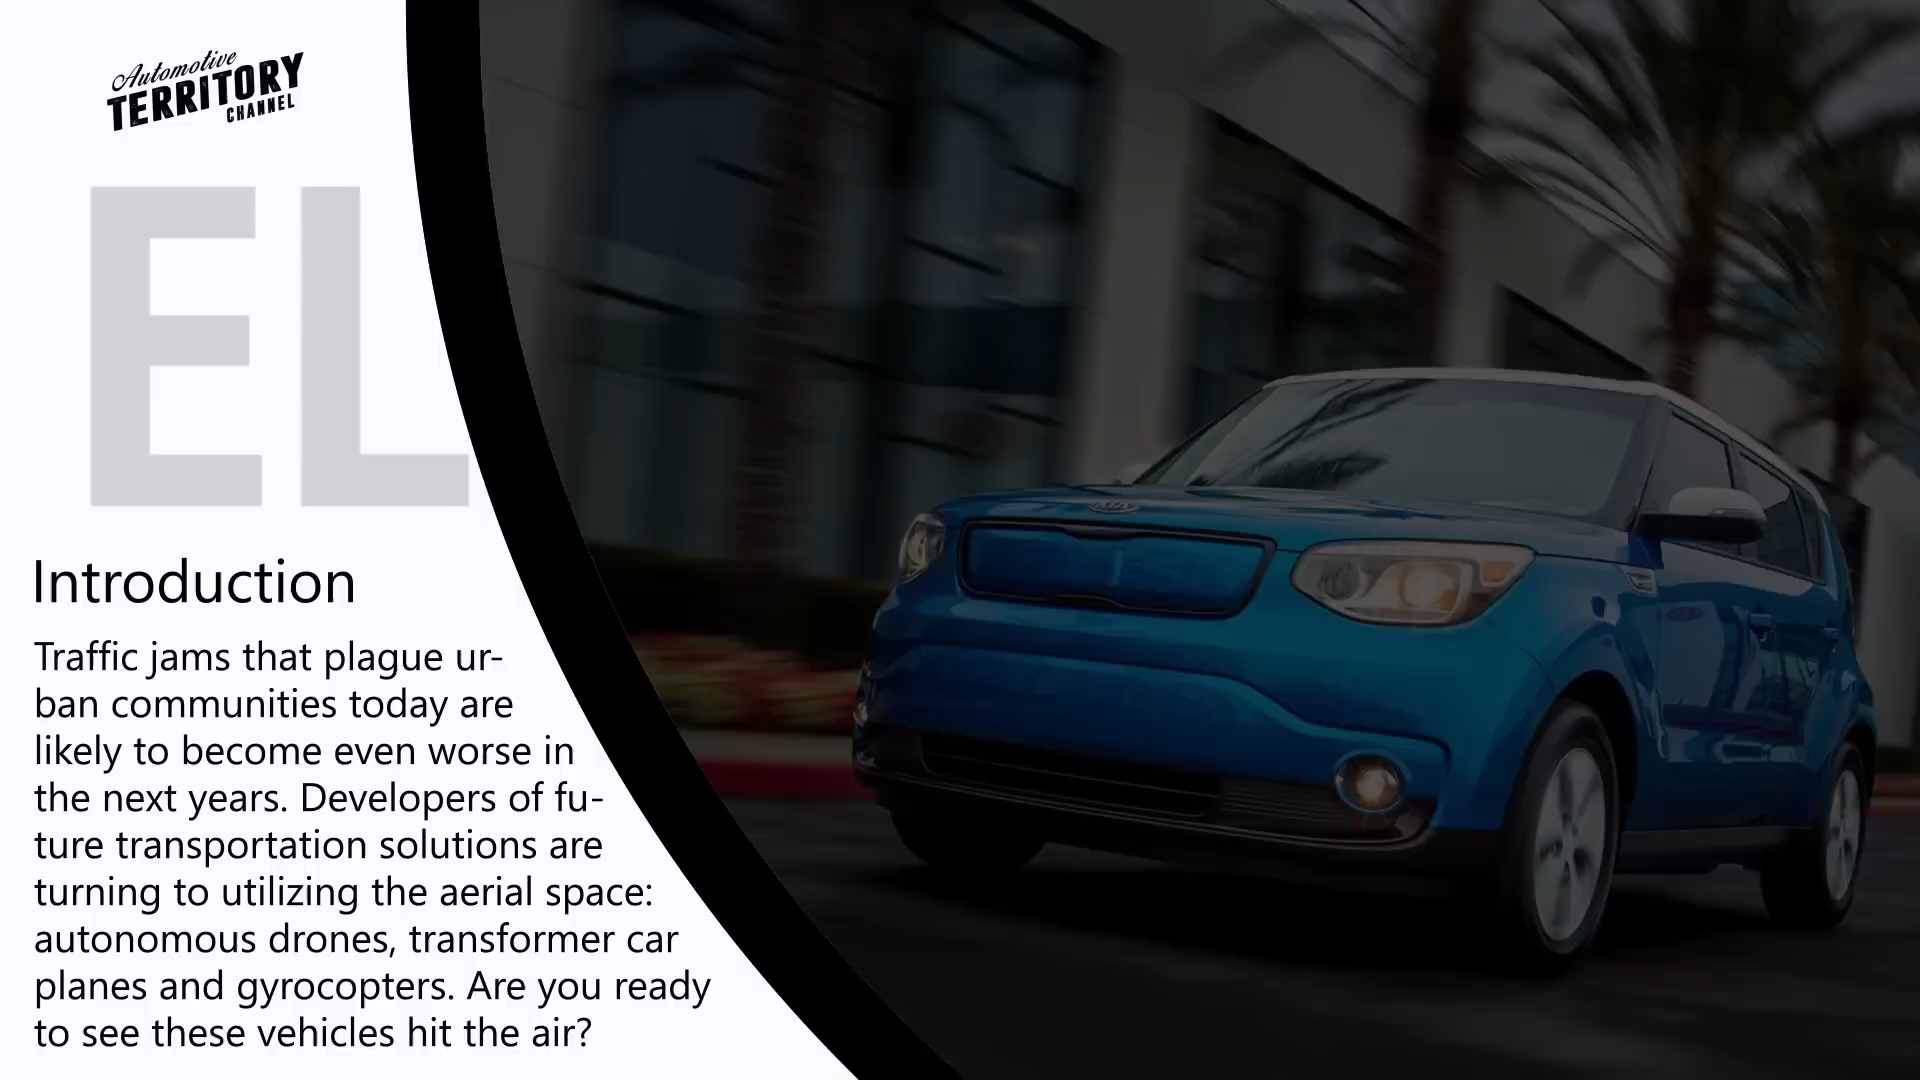 Automotive
TERRITORY
CHANNEL
EL
Introduction
Traffic jams that plague ur-
ban communities today are
likely to become even worse in
the next years. Developers of fu-
ture transportation solutions are
turning to utilizing the aerial space:
autonomous drones, transformer car
planes and gyrocopters. Are you ready
to see these vehicles hit the air?
KIA